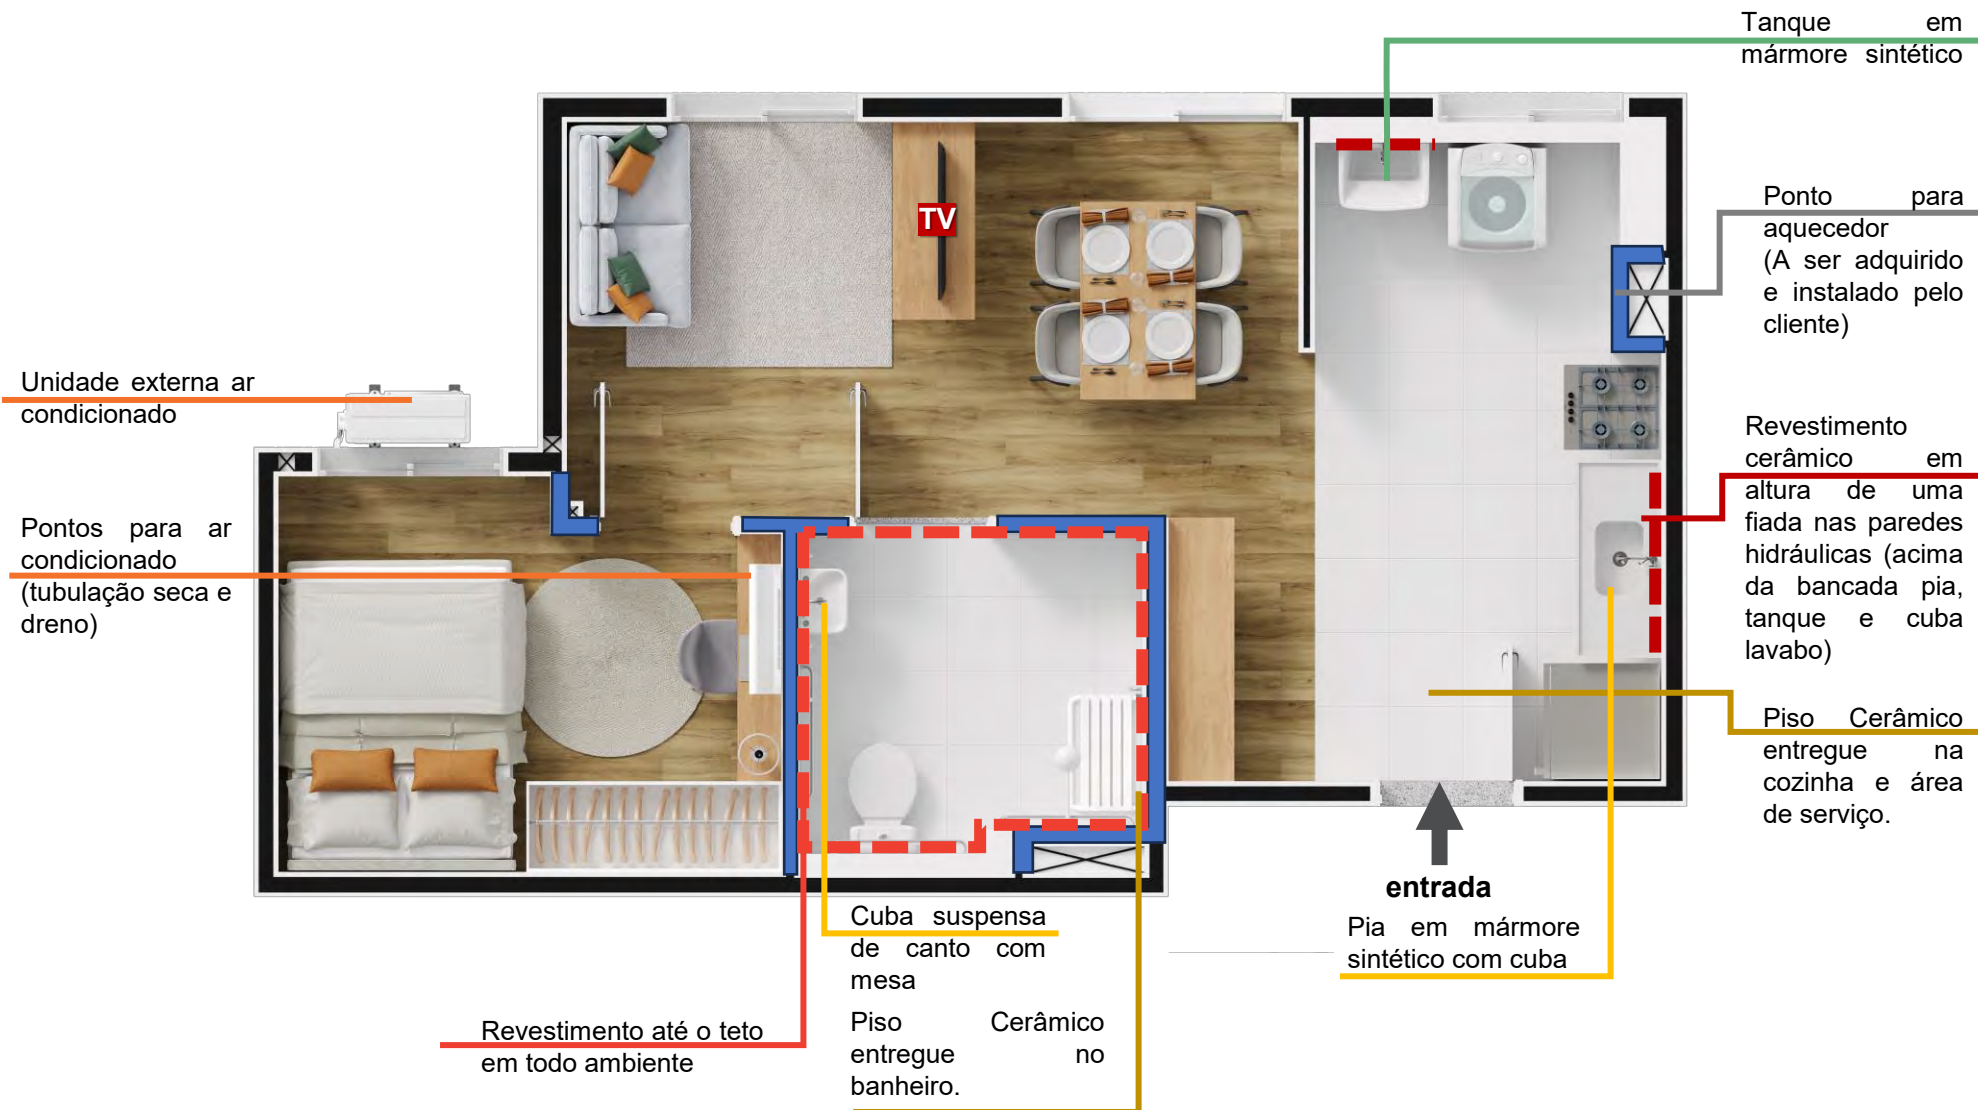 Tanque em
mármore sintético
TV
Ponto para
aquecedor
(A ser adquirido
e instalado pelo
cliente)
Unidade externa ar
condicionado
Revestimento
cerâmico em
altura de uma
fiada nas paredes
hidráulicas (acima
da bancada pia,
tanque e cuba
lavabo)
Pontos para ar
condicionado
(tubulação seca e
dreno)
Piso Cerâmico
entregue na
cozinha e área
de serviço.
entrada
Pia em mármore
sintético com cuba
Cuba suspensa
de canto com
mesa
Piso Cerâmico
entregue no
banheiro.
Revestimento até o teto
em todo ambiente